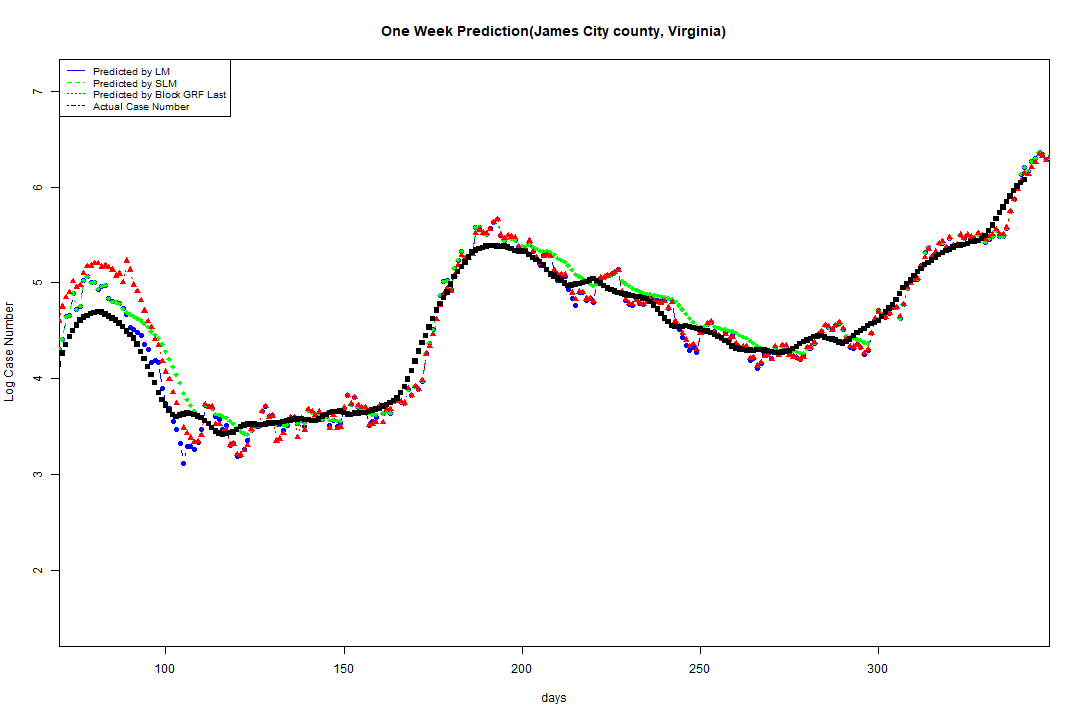 One Week Prediction(James City county, Virginia)
Predicted by LM
Predicted by SLM
Predicted by Block GRF Last
Actual Case Number
7
6
5
4
3
2
Log Case Number
100 150 200 250 300
days